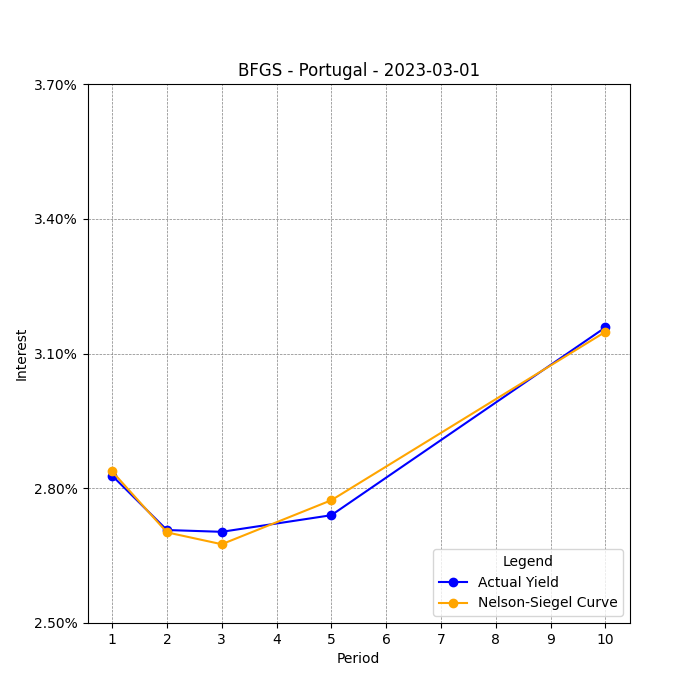 BFGS - Portugal - 2023-03-01
3.70%
3.40%
3.10%
2.80%
2.50%
Interest
Legend
Actual Yield
Nelson-Siegel Curve
1 2 3 4 5 6 7 8 9 10
Period